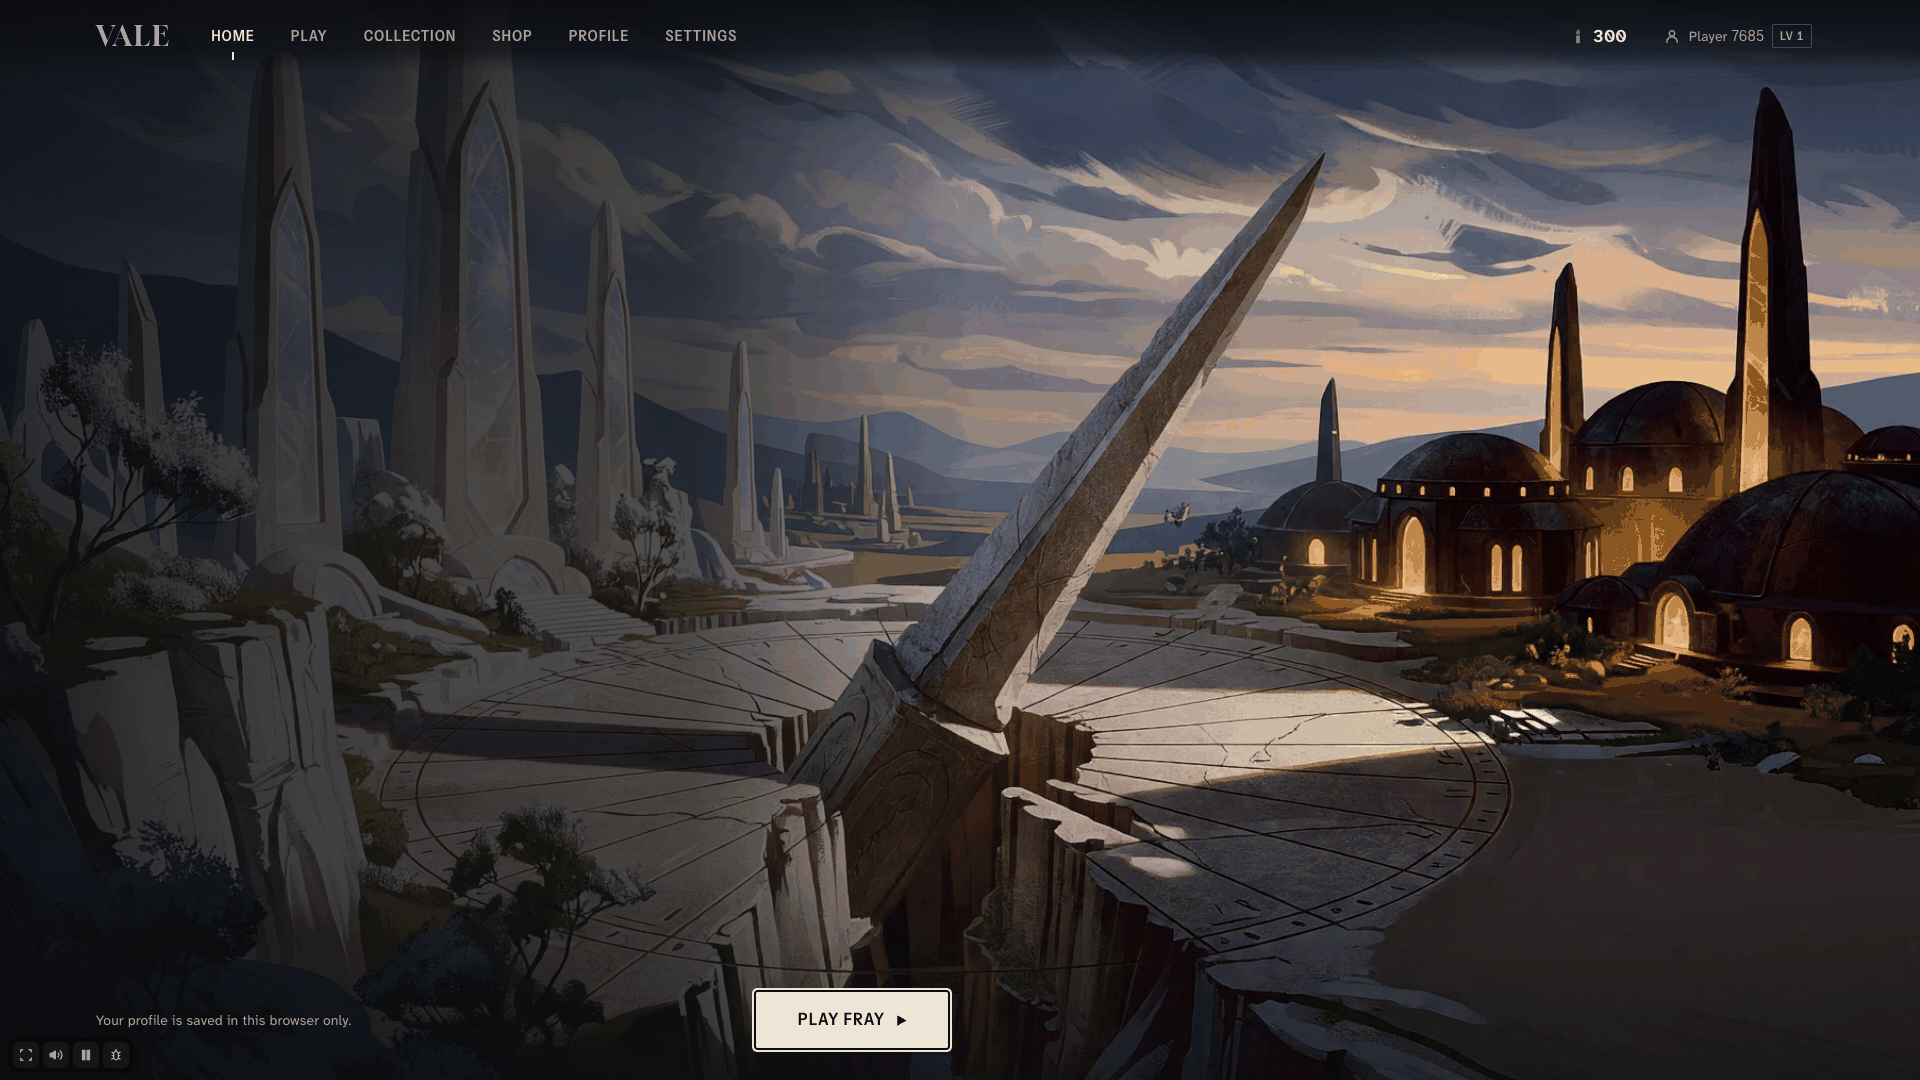 VALE HOME PLAY COLLECTION SHOP PROFILE SETTINGS 300 Player 7685 LV 1
Your profile is saved in this browser only.
PLAY FRAY